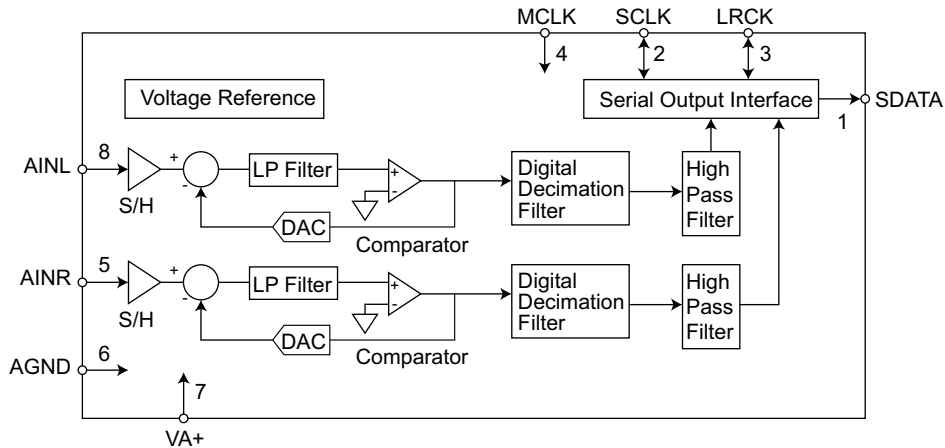 MCLK SCLK LRCK
4 2 3
Voltage Reference
Serial Output Interface
SDATA
1
AINL
8
+
-
S/H
LP Filter
+
-
DAC
Comparator
Digital
Decimation
Filter
High
Pass
Filter
AINR
5
+
-
S/H
LP Filter
+
-
DAC
Comparator
Digital
Decimation
Filter
High
Pass
Filter
AGND
6
7
VA+